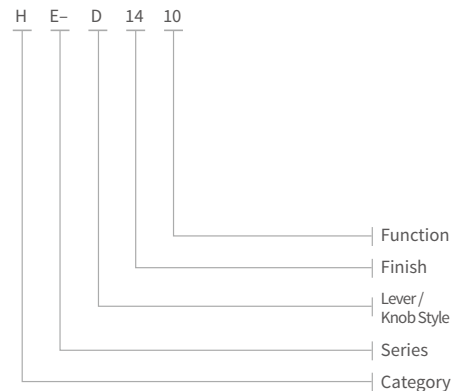 H E– D 14 10
Function
Finish
Lever /
Knob Style
Series
Category